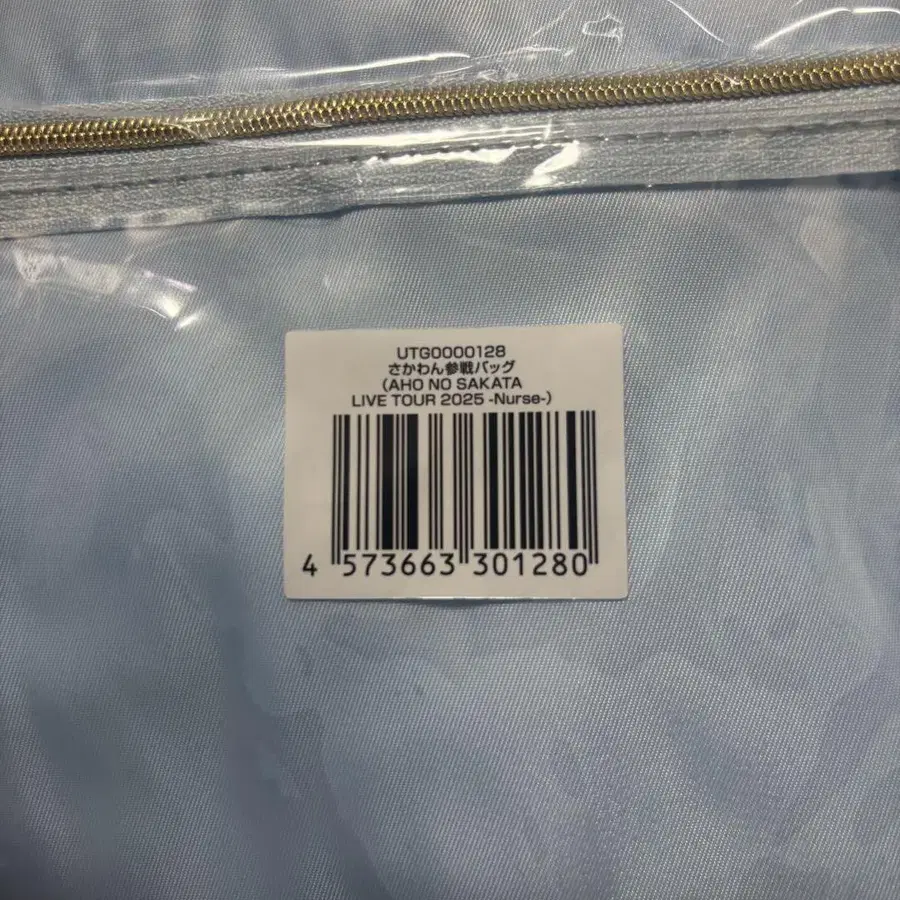 UTG0000128
さかわん参戦バッグ
(AHO NO SAKATA
LIVE TOUR 2025 -Nurse-)
4 573663 301280